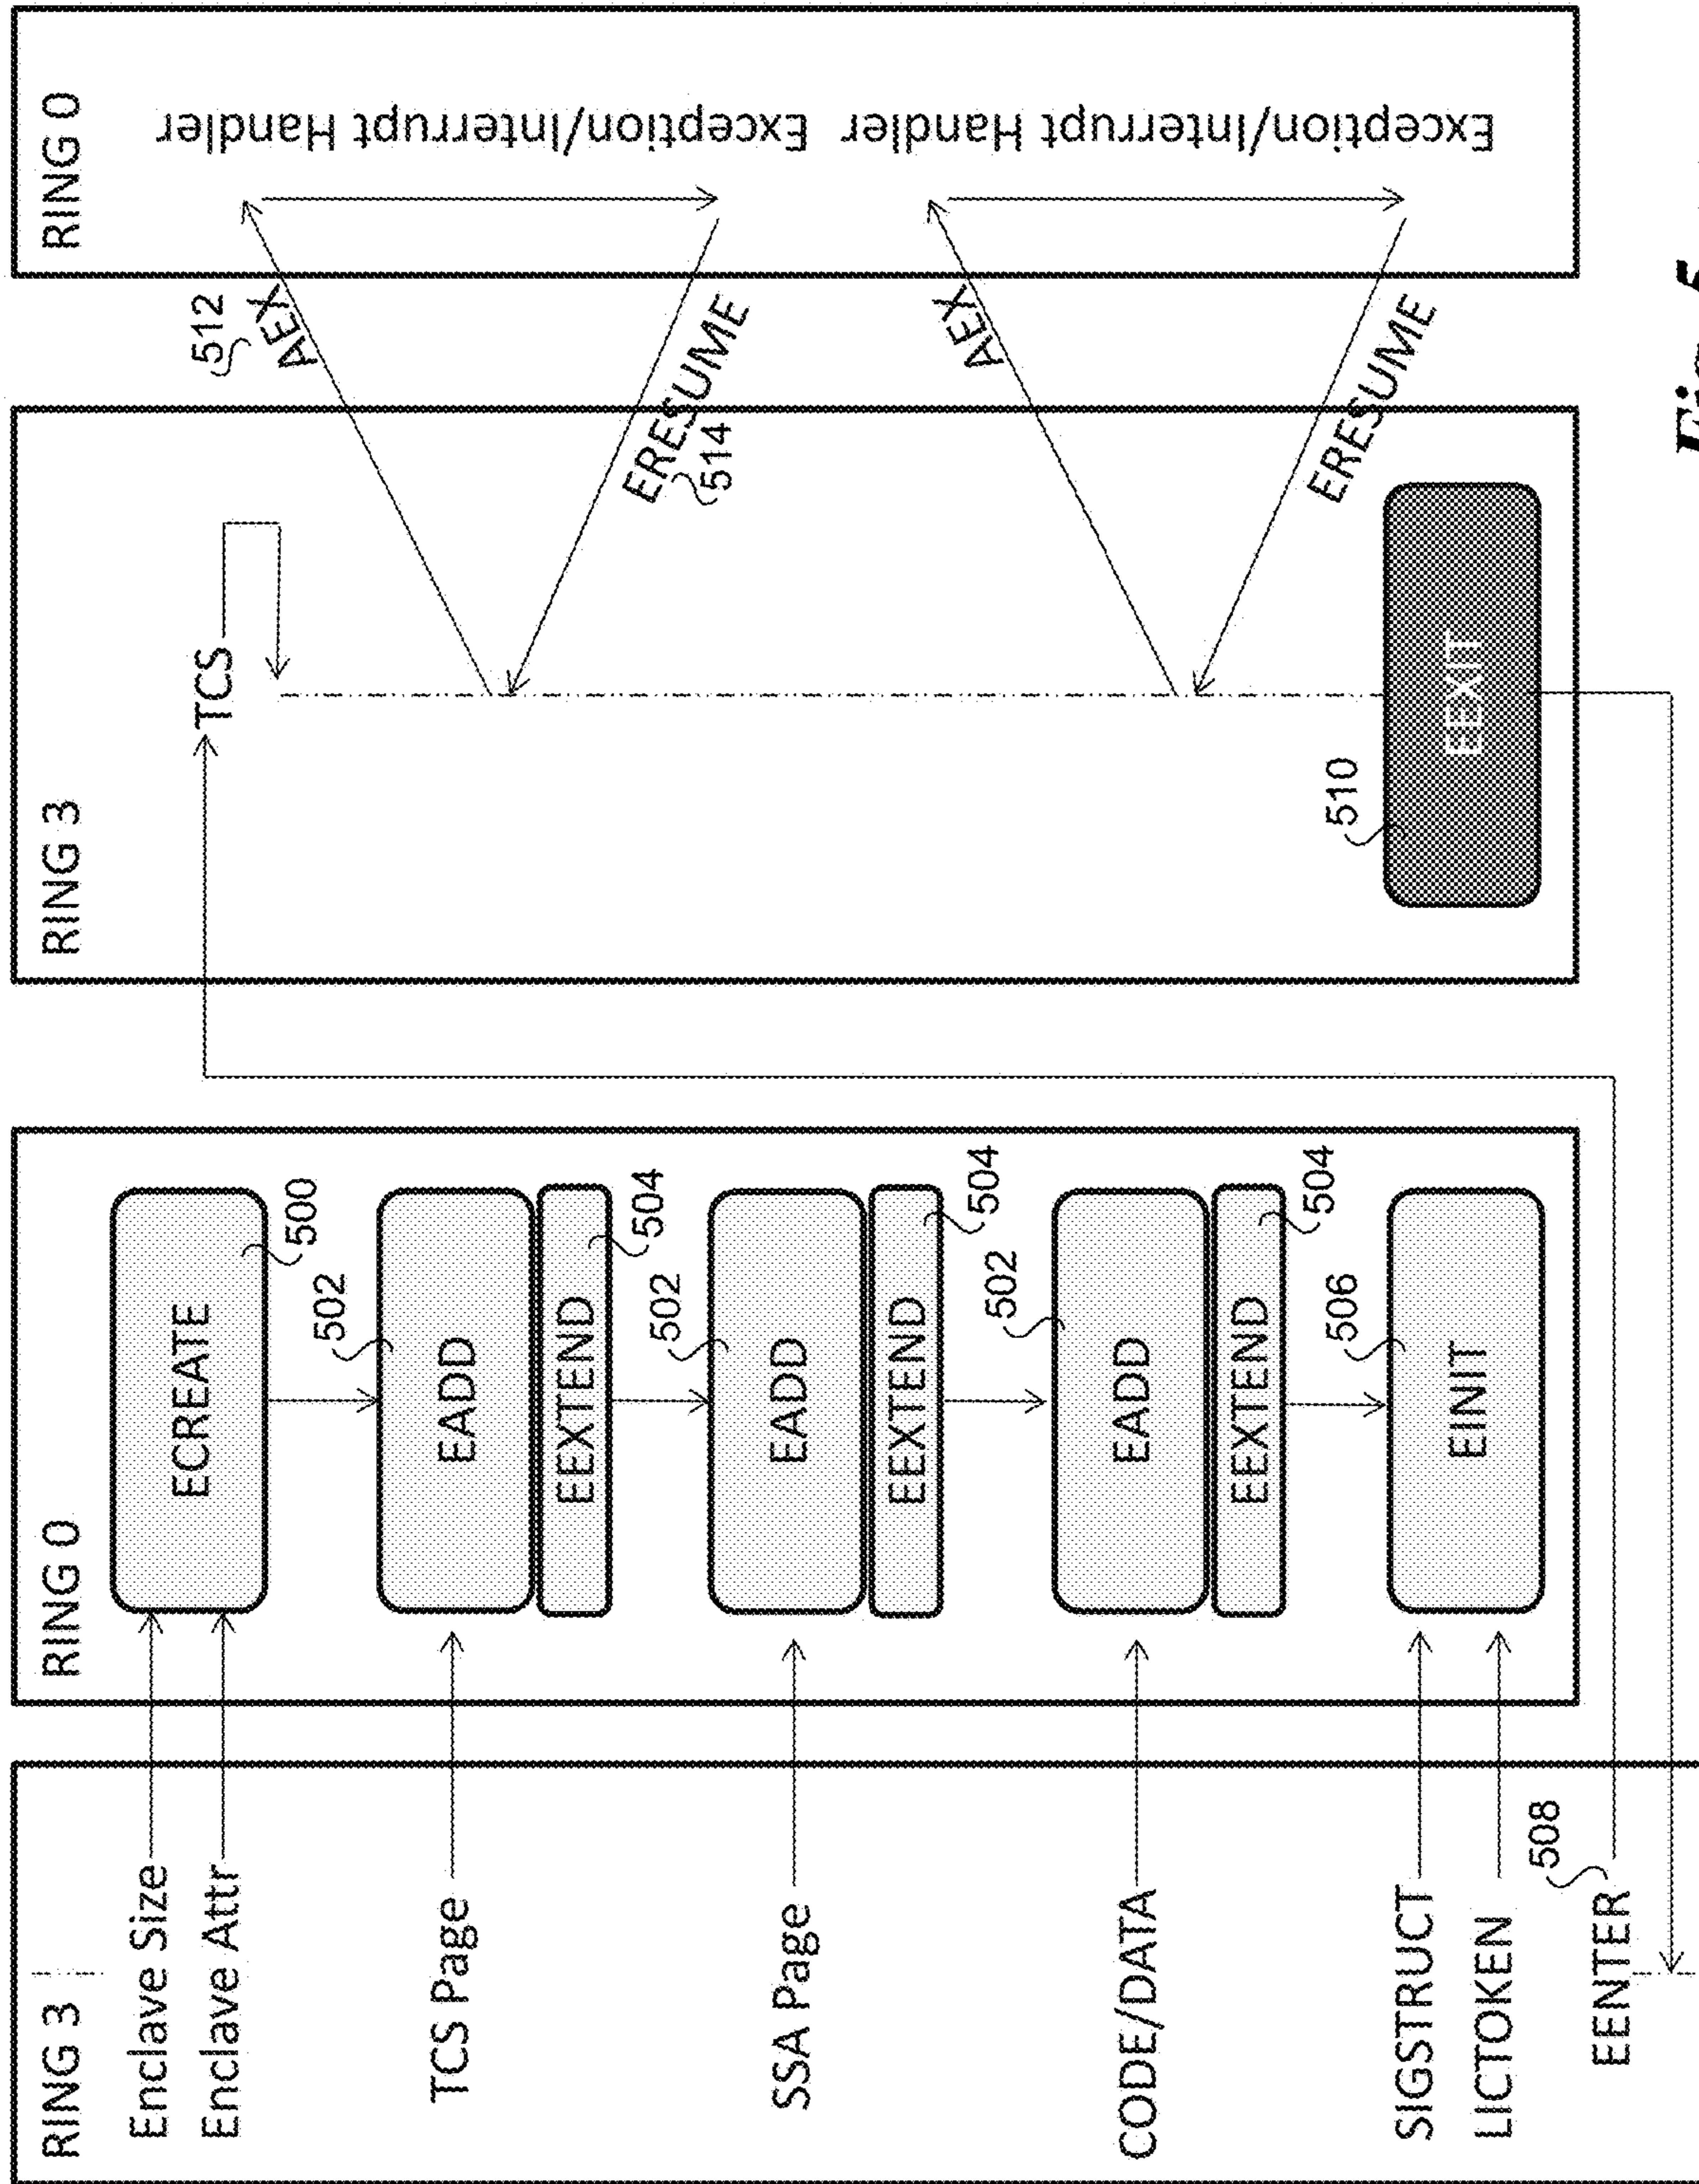 RING 3
Enclave Size
Enclave Attr
TCS Page
SSA Page
CODE/DATA
SIGSTRUCT
LICTOKEN
EENTER
508
RING 0
ECREATE
500
502
EADD
EEXTEND
504
502
EADD
EEXTEND
504
502
EADD
EEXTEND
504
506
EINIT
RING 3
TCS
510
EEXIT
512
AEX
ERESUME
514
AEX
ERESUME
RING 0
Exception/Interrupt Handler
Exception/Interrupt Handler